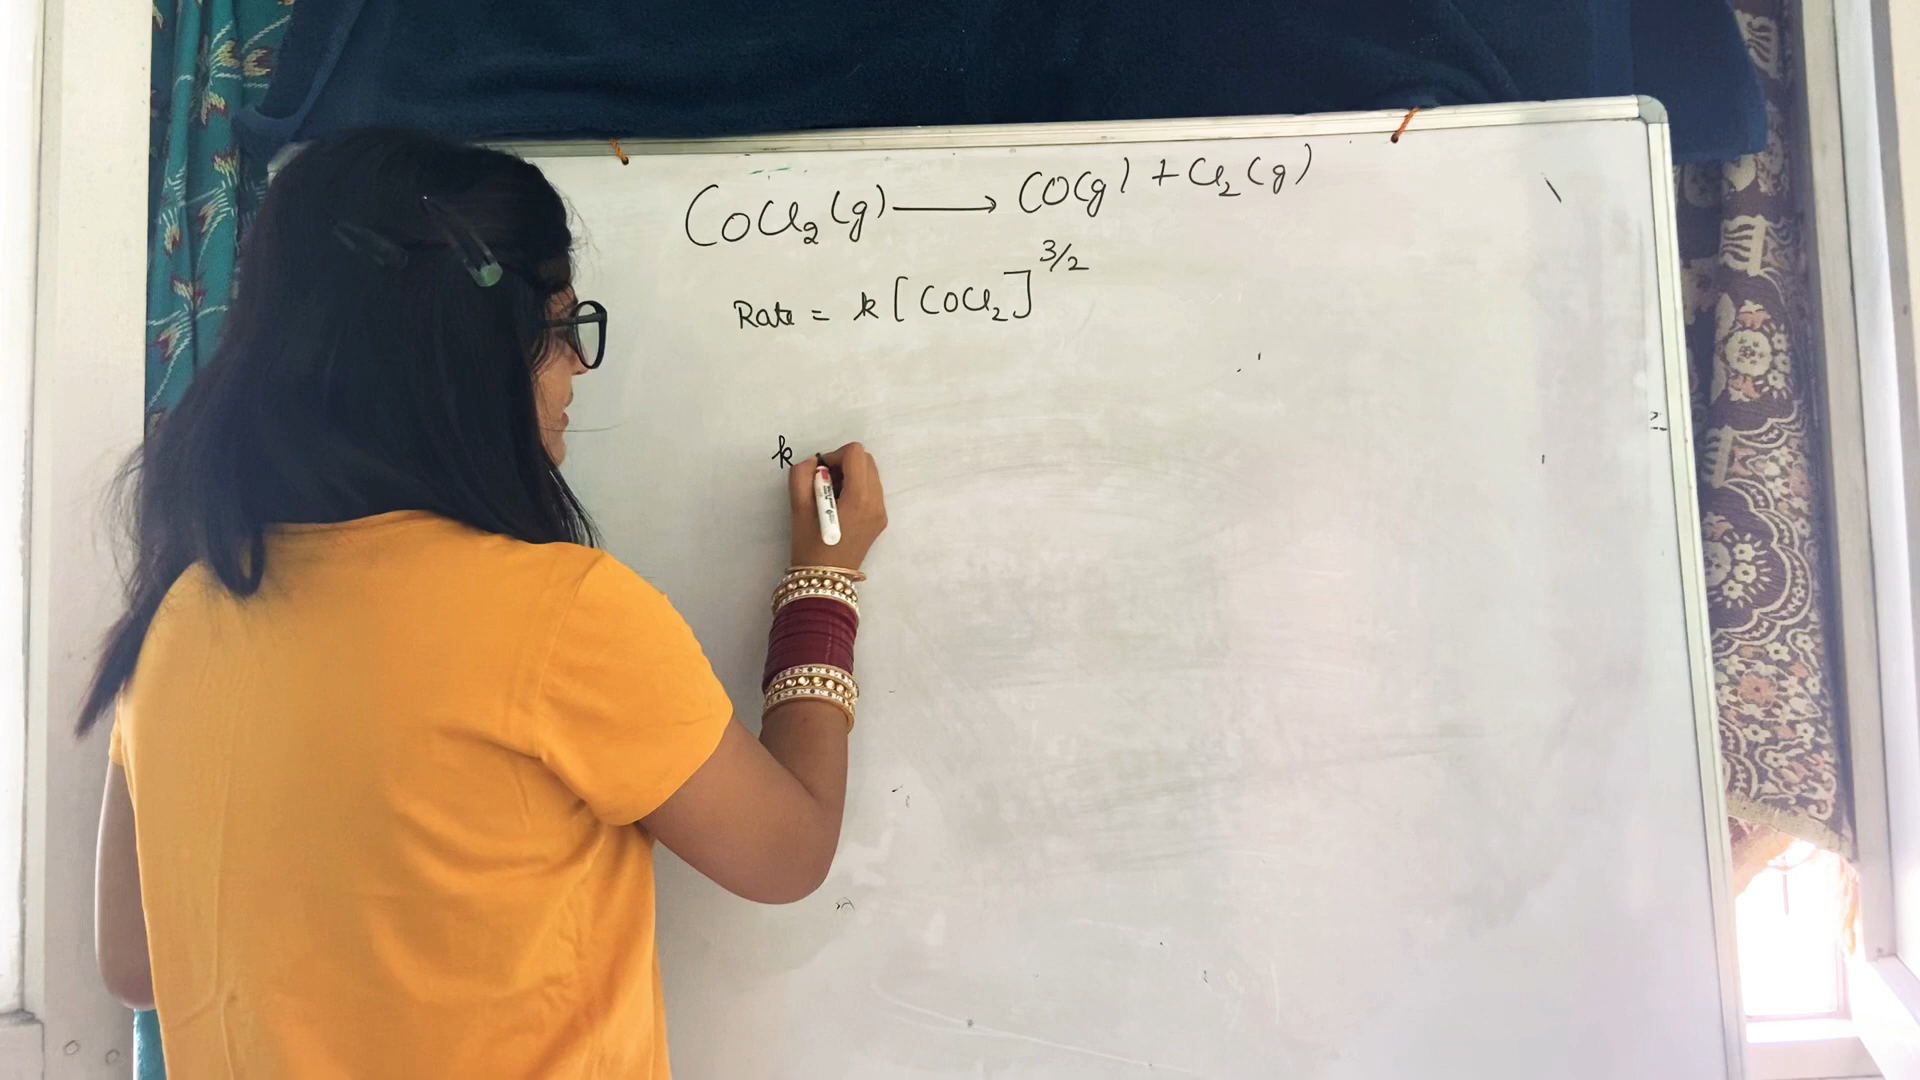 COCl₂(g) ⟶ CO(g) + Cl₂(g)
Rate = k [COCl₂]^3/2
k